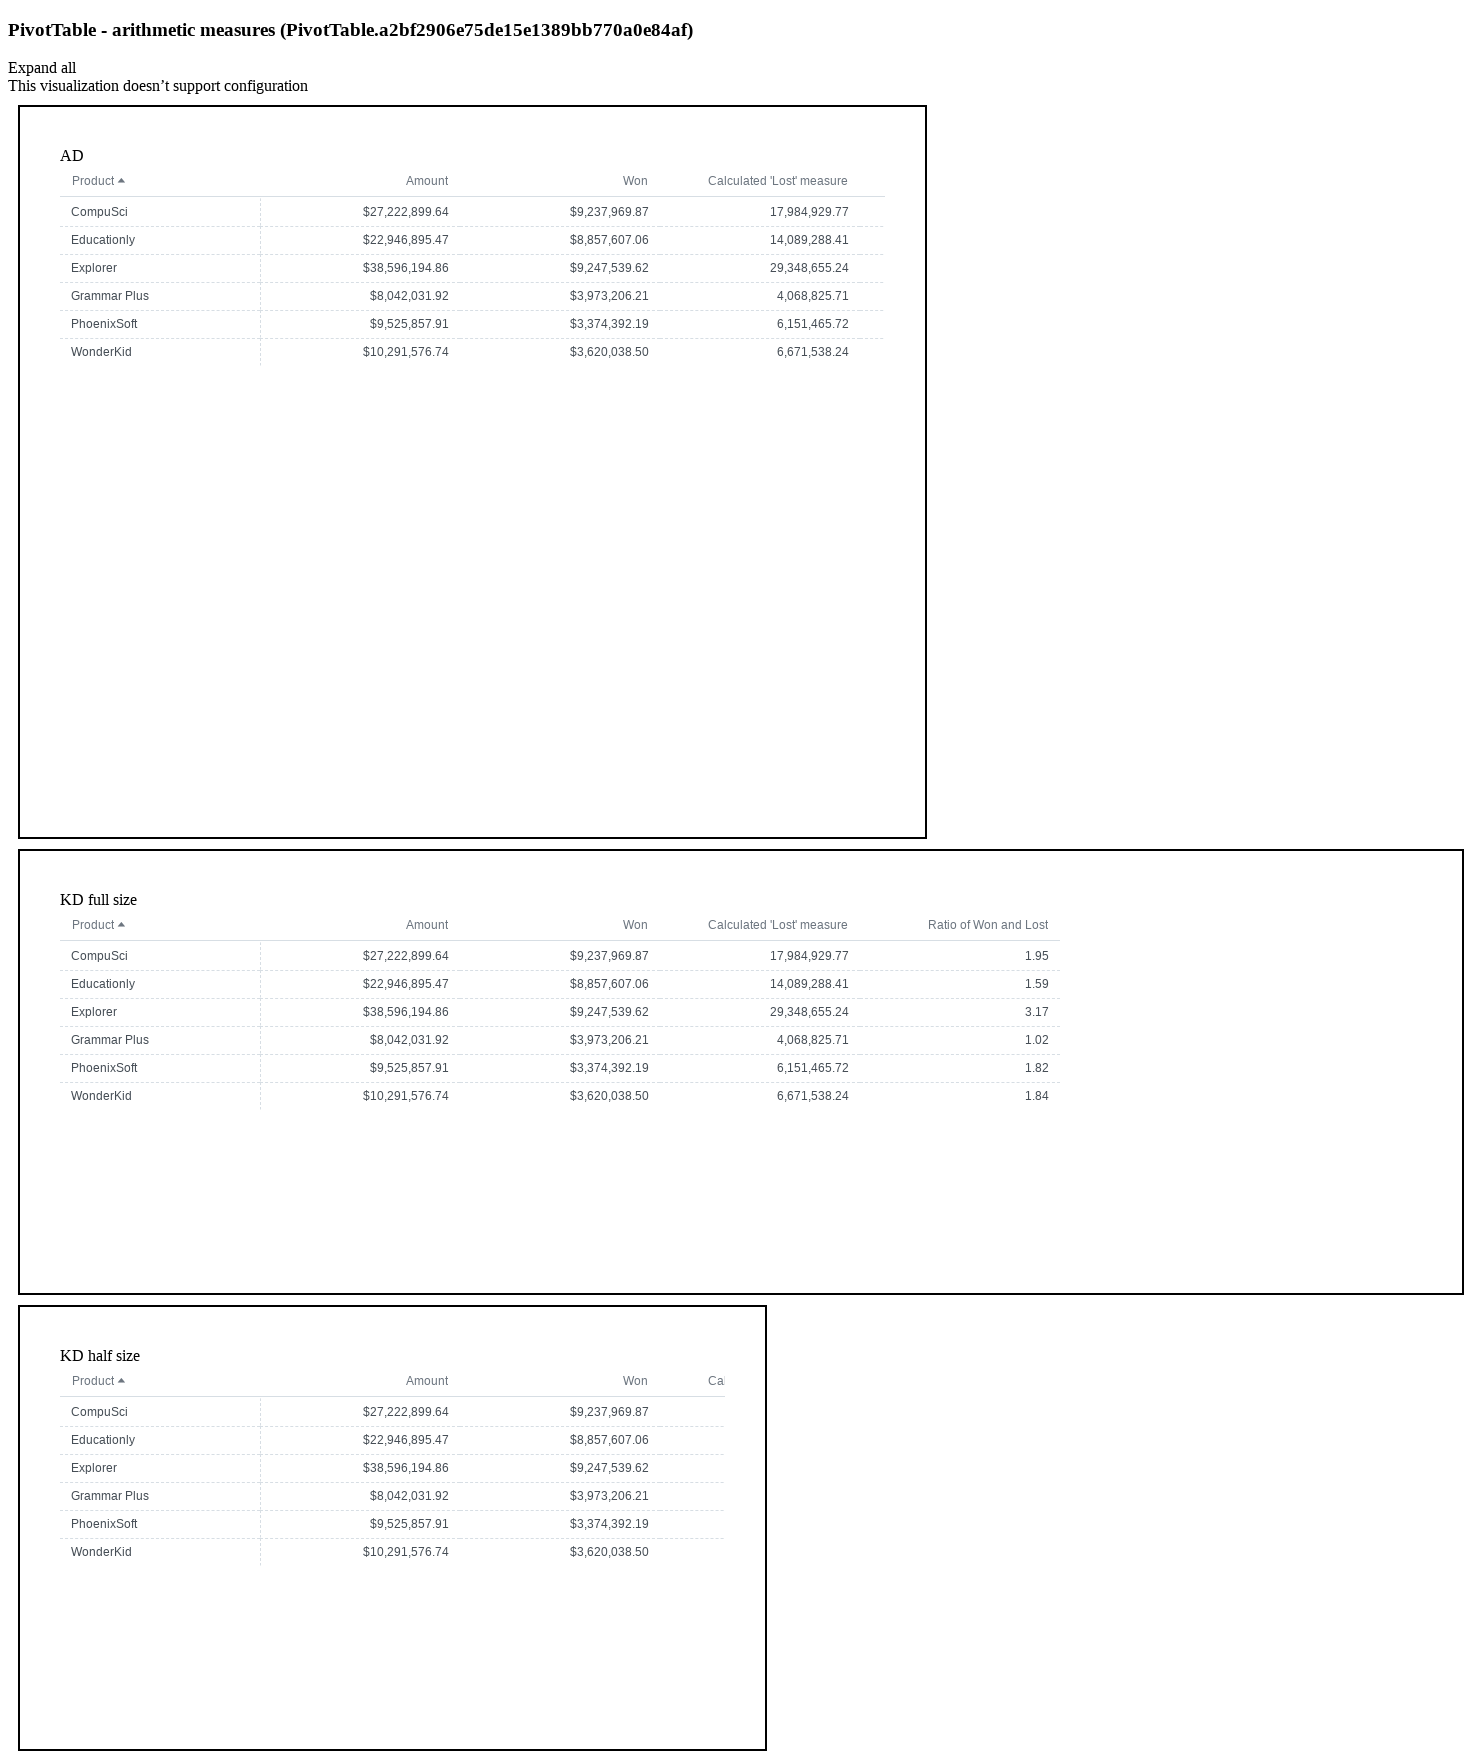 PivotTable - arithmetic measures (PivotTable.a2bf2906e75de15e1389bb770a0e84af)
Expand all
This visualization doesn’t support configuration
AD
Product Amount Won Calculated 'Lost' measure
CompuSci $27,222,899.64 $9,237,969.87 17,984,929.77
Educationly $22,946,895.47 $8,857,607.06 14,089,288.41
Explorer $38,596,194.86 $9,247,539.62 29,348,655.24
Grammar Plus $8,042,031.92 $3,973,206.21 4,068,825.71
PhoenixSoft $9,525,857.91 $3,374,392.19 6,151,465.72
WonderKid $10,291,576.74 $3,620,038.50 6,671,538.24
KD full size
Product Amount Won Calculated 'Lost' measure Ratio of Won and Lost
CompuSci $27,222,899.64 $9,237,969.87 17,984,929.77 1.95
Educationly $22,946,895.47 $8,857,607.06 14,089,288.41 1.59
Explorer $38,596,194.86 $9,247,539.62 29,348,655.24 3.17
Grammar Plus $8,042,031.92 $3,973,206.21 4,068,825.71 1.02
PhoenixSoft $9,525,857.91 $3,374,392.19 6,151,465.72 1.82
WonderKid $10,291,576.74 $3,620,038.50 6,671,538.24 1.84
KD half size
Product Amount Won Cal
CompuSci $27,222,899.64 $9,237,969.87
Educationly $22,946,895.47 $8,857,607.06
Explorer $38,596,194.86 $9,247,539.62
Grammar Plus $8,042,031.92 $3,973,206.21
PhoenixSoft $9,525,857.91 $3,374,392.19
WonderKid $10,291,576.74 $3,620,038.50